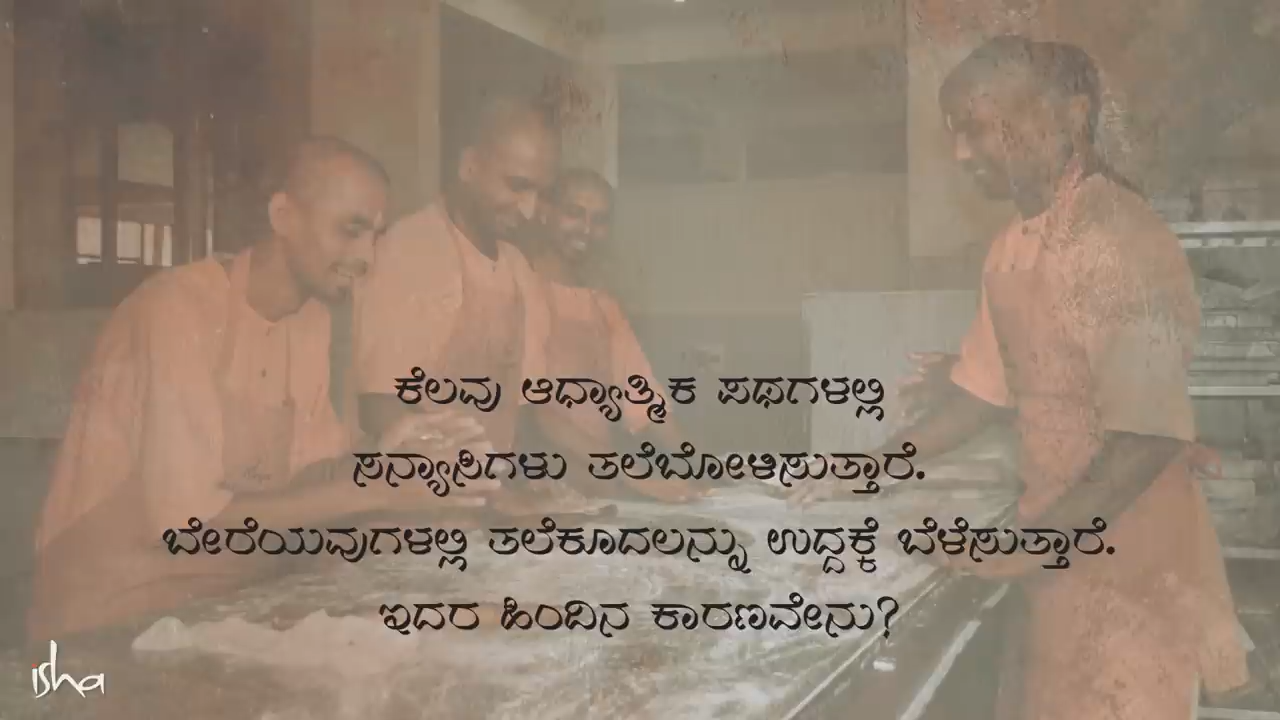 ಕೆಲವು ಆಧ್ಯಾತ್ಮಿಕ ಪಥಗಳಲ್ಲಿ
ಸನ್ಯಾಸಿಗಳು ತಲೆಬೋಳಿಸುತ್ತಾರೆ.
ಬೇರೆಯವುಗಳಲ್ಲಿ ತಲೆಕೂದಲನ್ನು ಉದ್ದಕ್ಕೆ ಬೆಳೆಸುತ್ತಾರೆ.
ಇದರ ಹಿಂದಿನ ಕಾರಣವೇನು?
isha